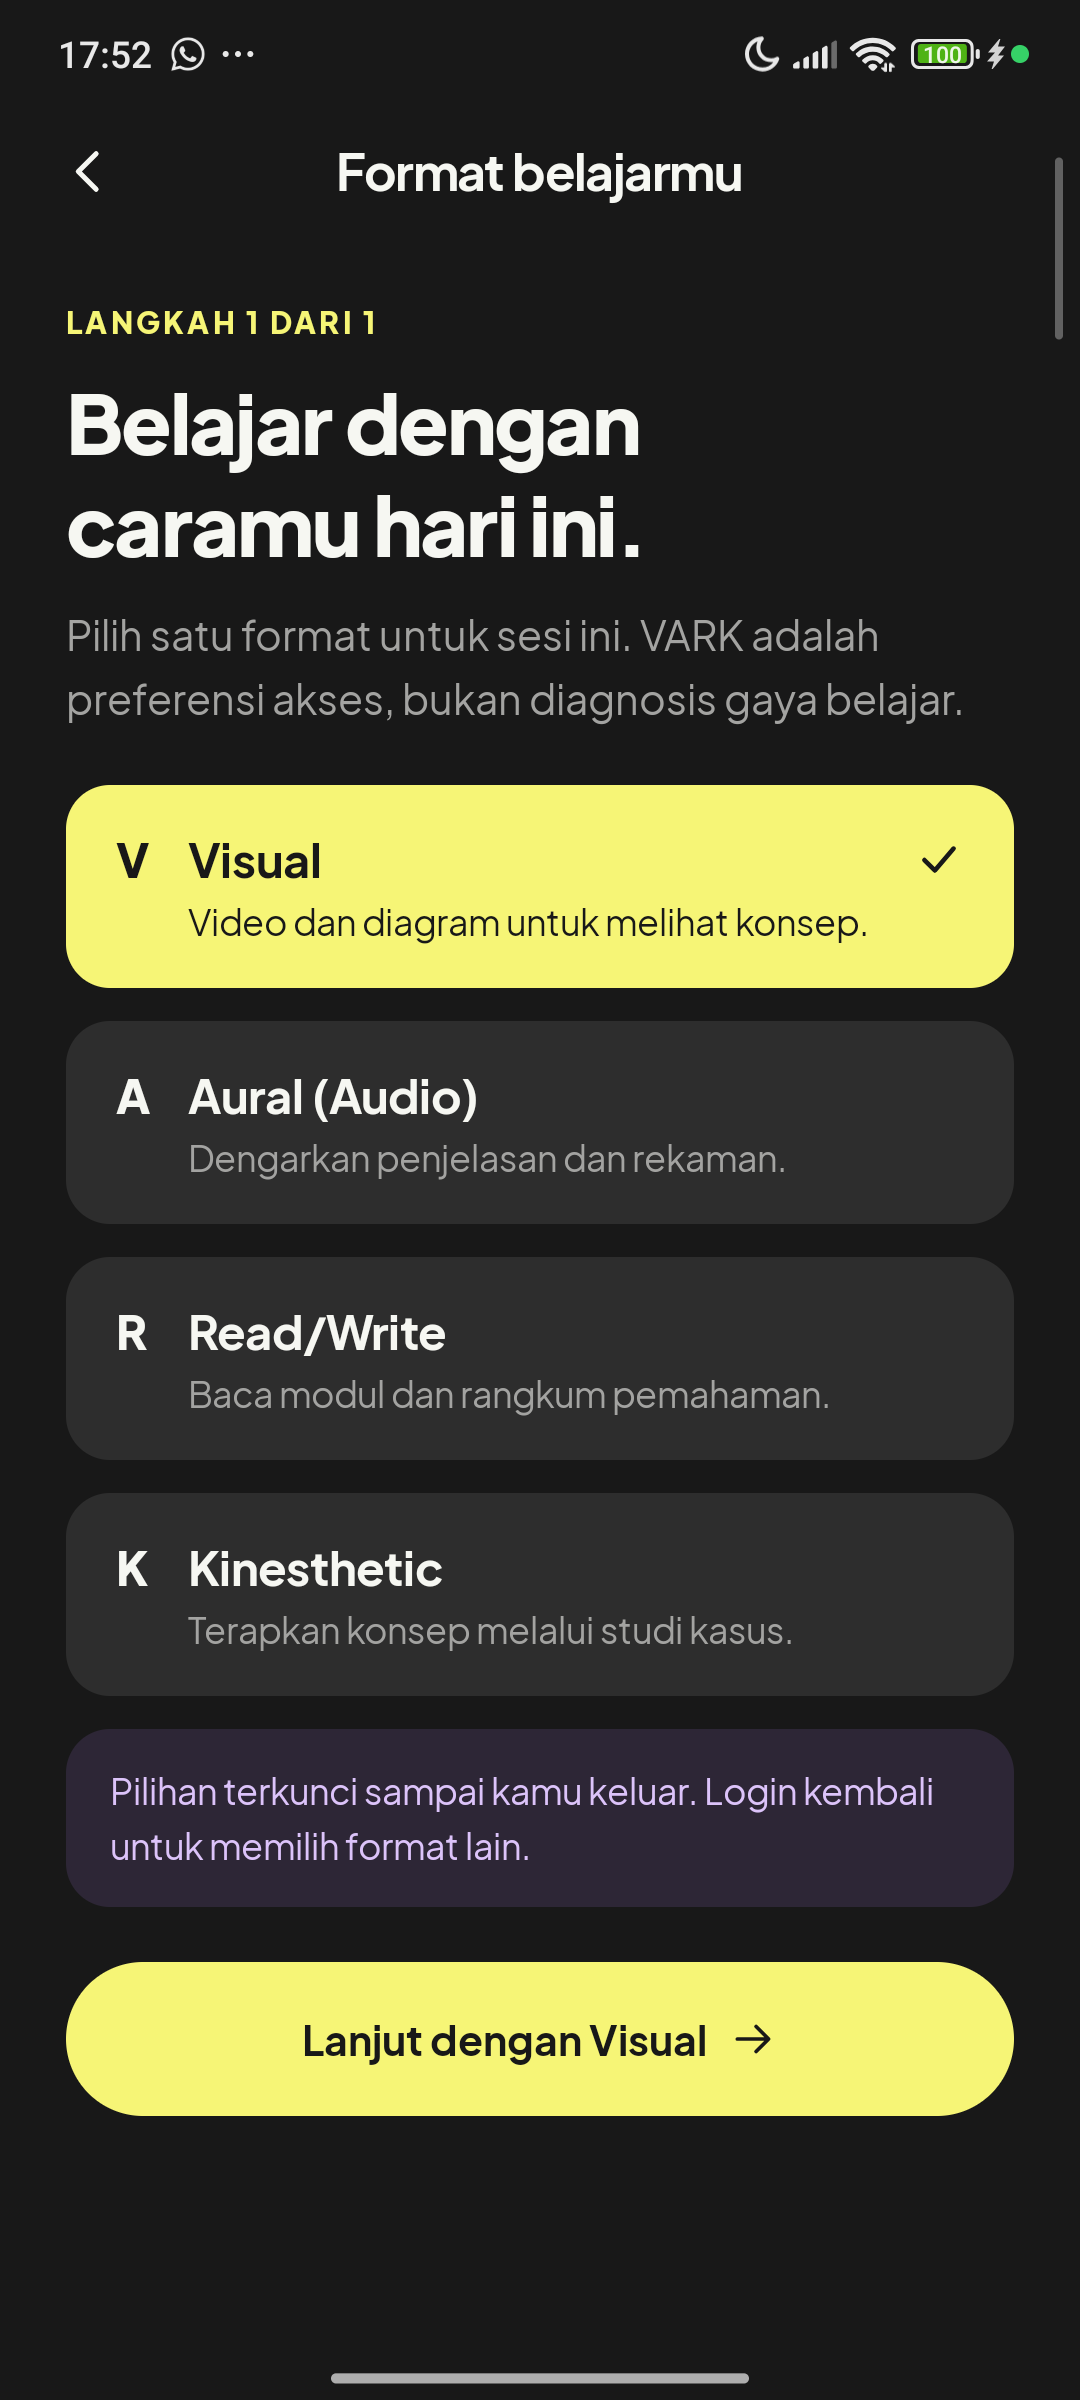 17:52
100
Format belajarmu
LANGKAH 1 DARI 1
Belajar dengan
caramu hari ini.
Pilih satu format untuk sesi ini. VARK adalah
preferensi akses, bukan diagnosis gaya belajar.
V Visual
Video dan diagram untuk melihat konsep.
A Aural (Audio)
Dengarkan penjelasan dan rekaman.
R Read/Write
Baca modul dan rangkum pemahaman.
K Kinesthetic
Terapkan konsep melalui studi kasus.
Pilihan terkunci sampai kamu keluar. Login kembali
untuk memilih format lain.
Lanjut dengan Visual